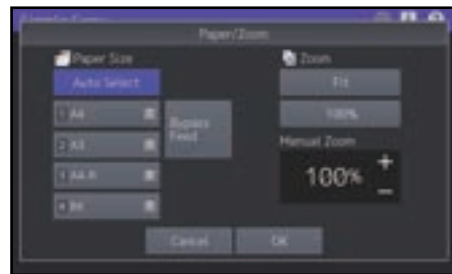 Paper/Zoom
Paper Size
Zoom
Auto Select
Fit
1 A4
100%
Bypass Feed
2 A3
Manual Zoom
3 A4-R
100%
+
-
4 B4
Cancel
OK